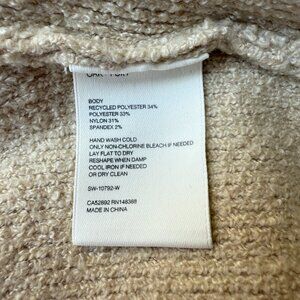 BODY
RECYCLED POLYESTER 34%
POLYESTER 33%
NYLON 31%
SPANDEX 2%
HAND WASH COLD
ONLY NON-CHLORINE BLEACH IF NEEDED
LAY FLAT TO DRY
RESHAPE WHEN DAMP
COOL IRON IF NEEDED
OR DRY CLEAN
SW-10792-W
CA52892 RN148368
MADE IN CHINA